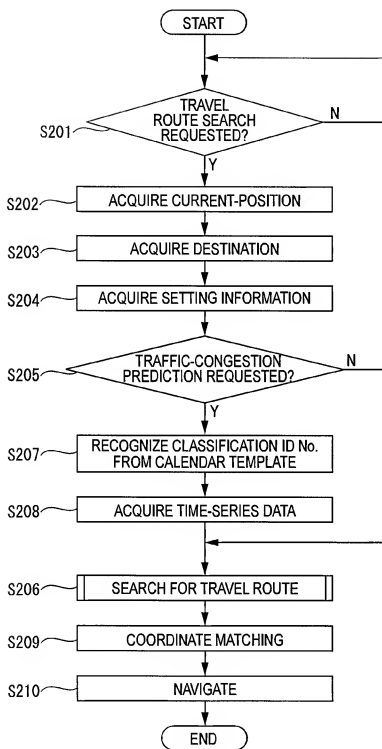 START
TRAVEL
ROUTE SEARCH
REQUESTED?
N
S201
Y
S202
ACQUIRE CURRENT-POSITION
S203
ACQUIRE DESTINATION
S204
ACQUIRE SETTING INFORMATION
TRAFFIC-CONGESTION
PREDICTION REQUESTED?
N
S205
Y
S207
RECOGNIZE CLASSIFICATION ID No.
FROM CALENDAR TEMPLATE
S208
ACQUIRE TIME-SERIES DATA
S206
SEARCH FOR TRAVEL ROUTE
S209
COORDINATE MATCHING
S210
NAVIGATE
END